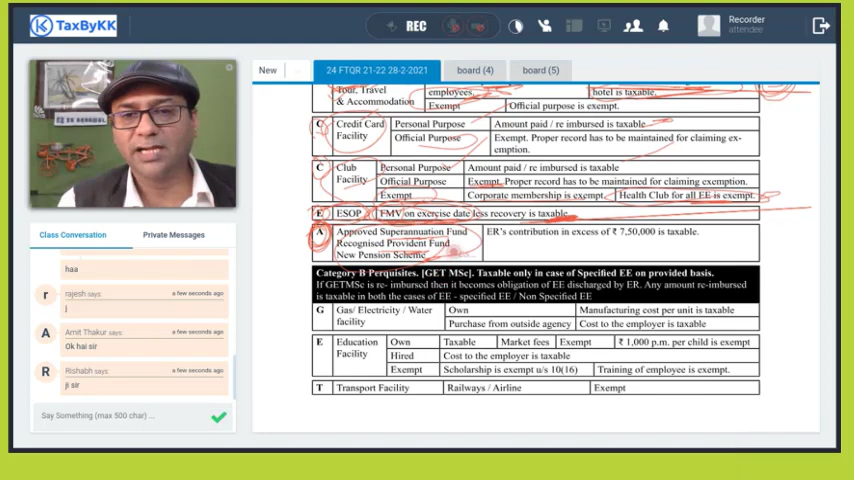 TaxByKK
REC
Recorder
attendee
New
24 FTQR 21-22 28-2-2021
board (4)
board (5)
Class Conversation
Private Messages
haa
r
rajesh says:
a few seconds ago
A
Amit Thakur says:
a few seconds ago
Ok hai sir
R
Rishabh says:
a few seconds ago
ji sir
Say Something (max 500 char) ...
Tour, Travel
& Accommodation
employees.
hotel is taxable.
Exempt
Official purpose is exempt.
C
Credit Card
Facility
Personal Purpose
Amount paid / re imbursed is taxable
Official Purpose
Exempt. Proper record has to be maintained for claiming ex-
emption.
C
Club
Facility
Personal Purpose
Amount paid / re imbursed is taxable
Official Purpose
Exempt. Proper record has to be maintained for claiming exemption.
Exempt
Corporate membership is exempt.
Health Club for all EE is exempt.
E
ESOP
FMV on exercise date less recovery is taxable
A
Approved Superannuation Fund
Recognised Provident Fund
New Pension Scheme
ER's contribution in excess of ₹ 7,50,000 is taxable.
Category B Perquisites. [GET MSc]. Taxable only in case of Specified EE on provided basis.
If GETMSc is re- imbursed then it becomes obligation of EE discharged by ER. Any amount re-imbursed
is taxable in both the cases of EE - specified EE / Non Specified EE
G
Gas/ Electricity / Water
facility
Own
Manufacturing cost per unit is taxable
Purchase from outside agency
Cost to the employer is taxable
E
Education
Facility
Own
Taxable
Market fees
Exempt
₹ 1,000 p.m. per child is exempt
Hired
Cost to the employer is taxable
Exempt
Scholarship is exempt u/s 10(16)
Training of employee is exempt.
T
Transport Facility
Railways / Airline
Exempt